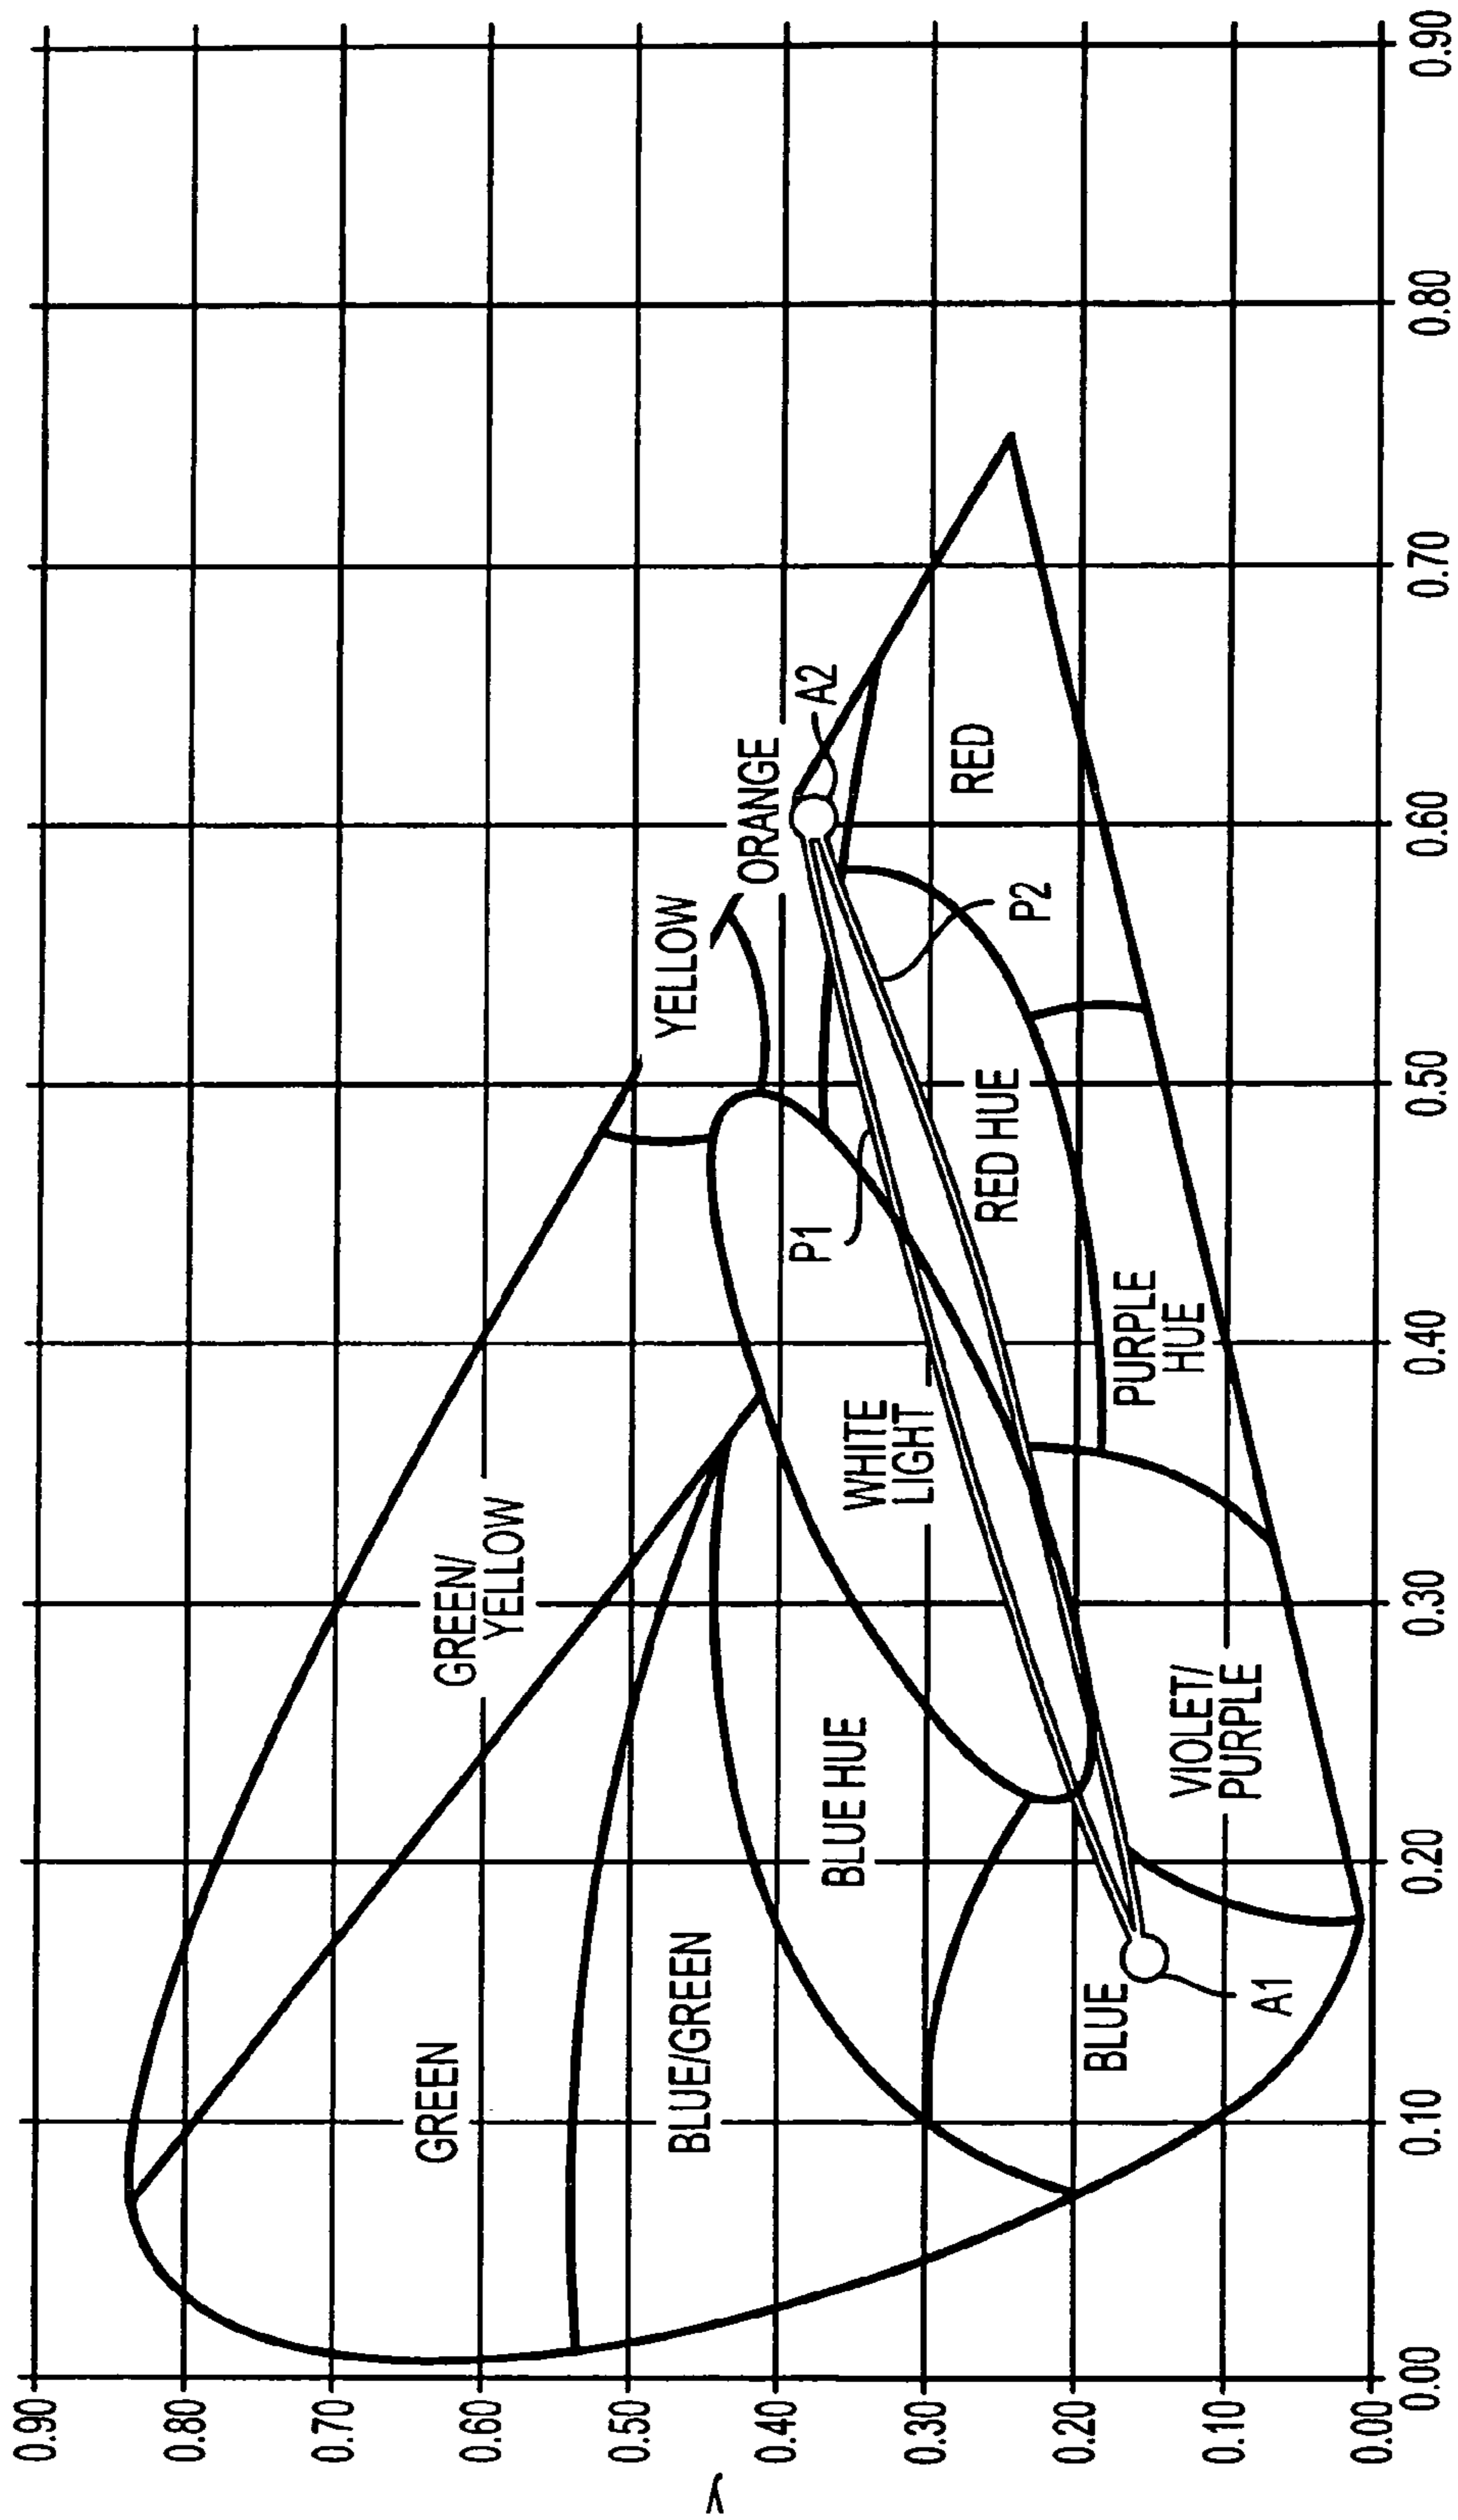 y
0.90
0.80
0.70
0.60
0.50
0.40
0.30
0.20
0.10
0.00
0.00
0.10
0.20
0.30
0.40
0.50
0.60
0.70
0.80
0.90
GREEN
GREEN/
YELLOW
YELLOW
ORANGE
A2
BLUE/GREEN
BLUE HUE
WHITE
LIGHT
P1
RED HUE
P2
RED
BLUE
A1
VIOLET/
PURPLE
PURPLE
HUE